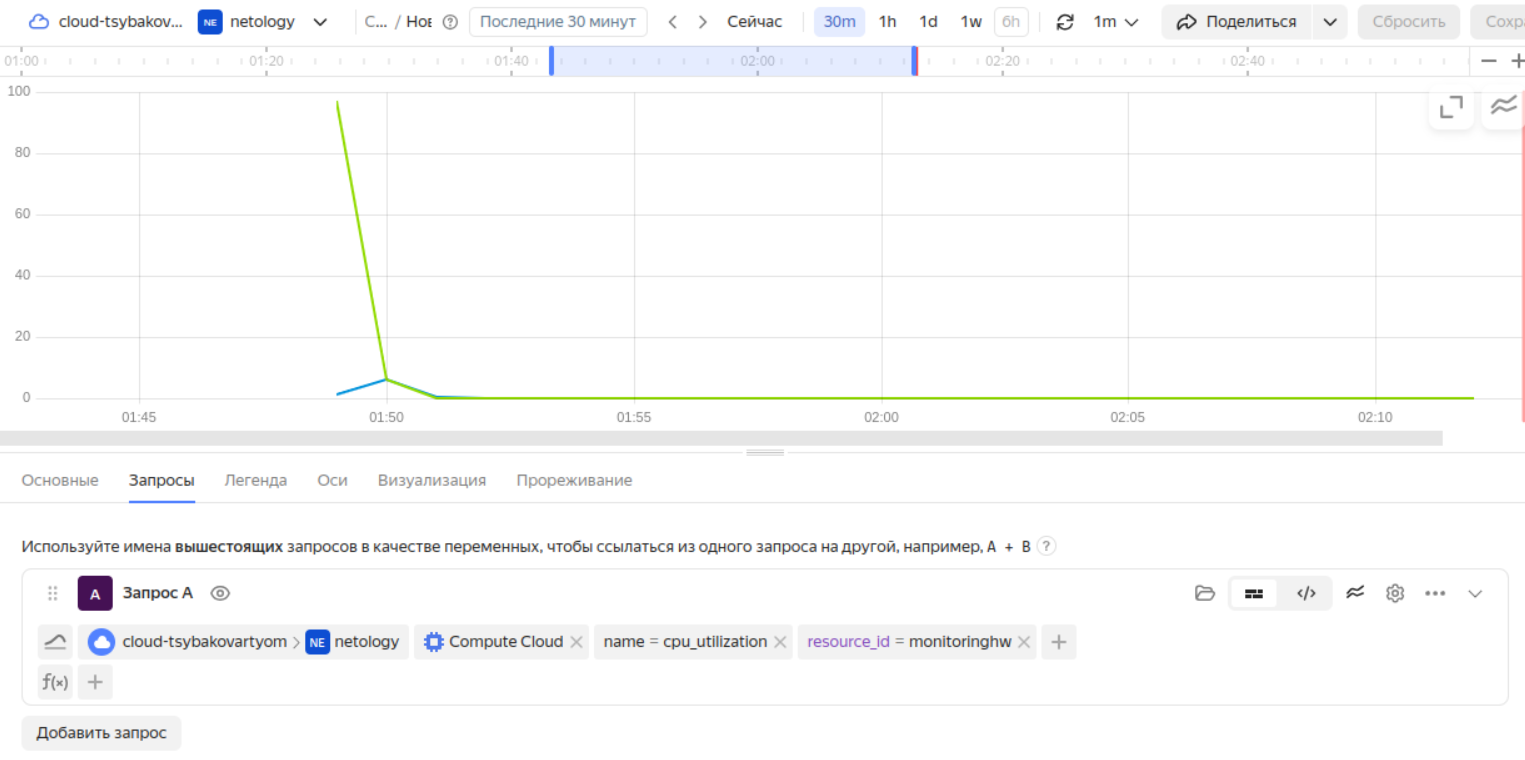 cloud-tsybakov... NE netology С... / Нов Последние 30 минут Сейчас 30m 1h 1d 1w 6h 1m Поделиться Сбросить Сохра
01:00 01:20 01:40 02:00 02:20 02:40
100
80
60
40
20
0
01:45 01:50 01:55 02:00 02:05 02:10
Основные Запросы Легенда Оси Визуализация Прореживание
Используйте имена вышестоящих запросов в качестве переменных, чтобы ссылаться из одного запроса на другой, например, A + B ?
A Запрос A
cloud-tsybakovartyom > NE netology Compute Cloud × name = cpu_utilization × resource_id = monitoringhw × +
f(x) +
Добавить запрос